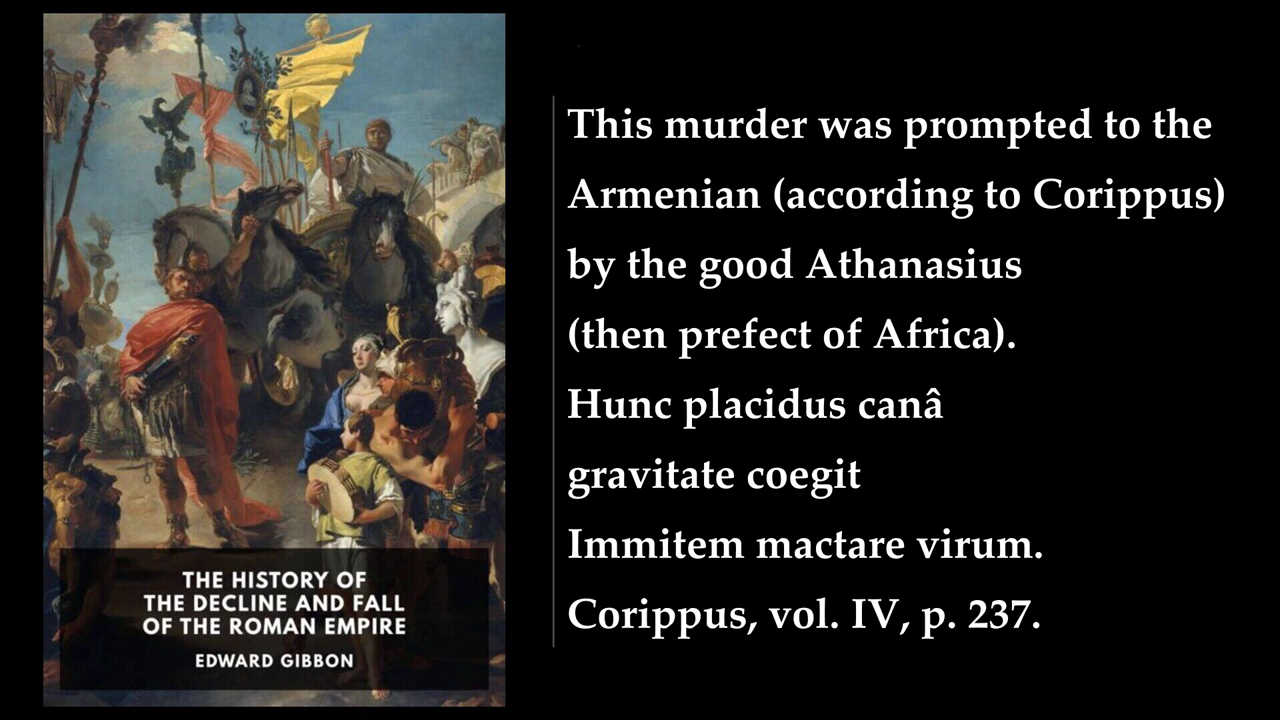 THE HISTORY OF
THE DECLINE AND FALL
OF THE ROMAN EMPIRE
EDWARD GIBBON
This murder was prompted to the
Armenian (according to Corippus)
by the good Athanasius
(then prefect of Africa).
Hunc placidus canâ
gravitate coegit
Immitem mactare virum.
Corippus, vol. IV, p. 237.